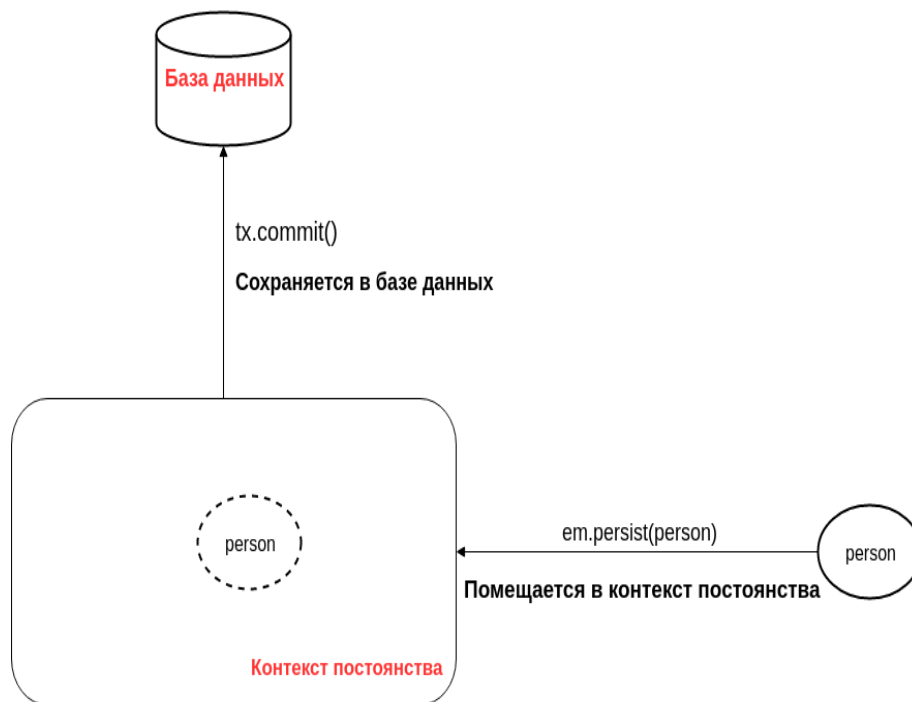 База данных
tx.commit()
Сохраняется в базе данных
person
em.persist(person)
person
Помещается в контекст постоянства
Контекст постоянства